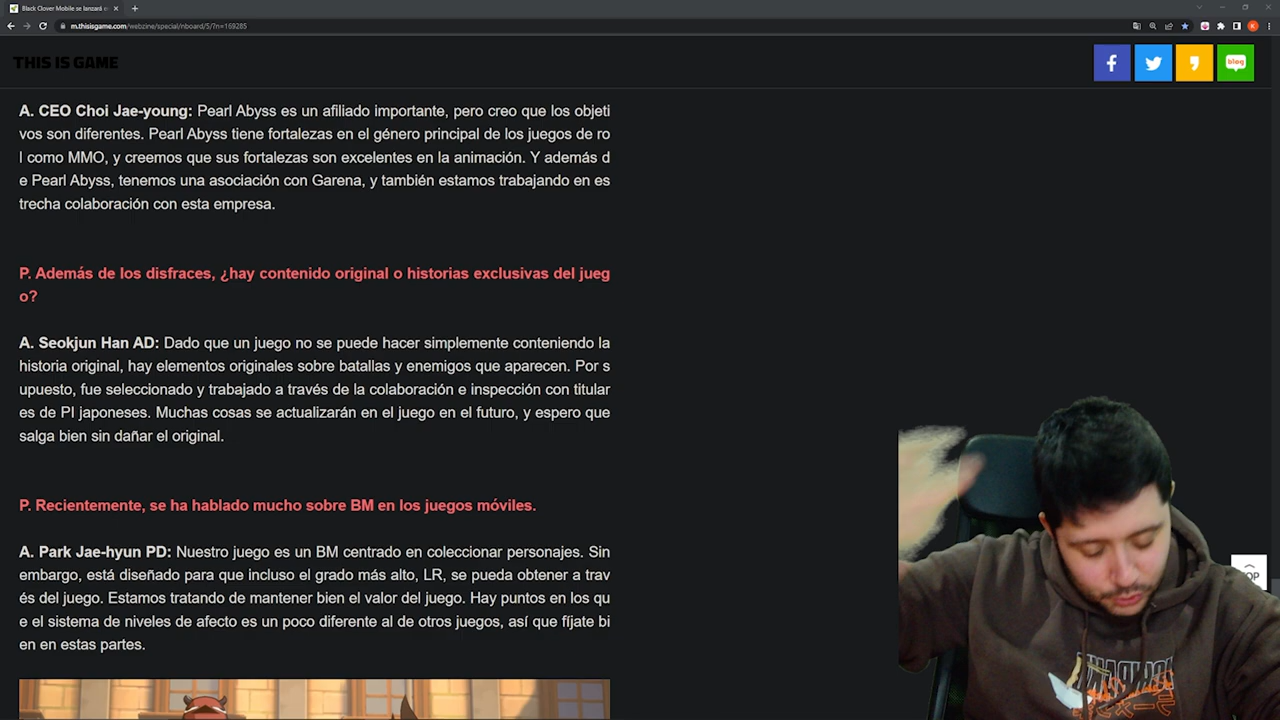 Black Clover Mobile se lanzará e
m.thisisgame.com/webzine/special/nboard/5/?n=169285
K
THIS IS GAME
blog
A. CEO Choi Jae-young: Pearl Abyss es un afiliado importante, pero creo que los objeti
vos son diferentes. Pearl Abyss tiene fortalezas en el género principal de los juegos de ro
l como MMO, y creemos que sus fortalezas son excelentes en la animación. Y además d
e Pearl Abyss, tenemos una asociación con Garena, y también estamos trabajando en es
trecha colaboración con esta empresa.
P. Además de los disfraces, ¿hay contenido original o historias exclusivas del jueg
o?
A. Seokjun Han AD: Dado que un juego no se puede hacer simplemente conteniendo la
historia original, hay elementos originales sobre batallas y enemigos que aparecen. Por s
upuesto, fue seleccionado y trabajado a través de la colaboración e inspección con titular
es de PI japoneses. Muchas cosas se actualizarán en el juego en el futuro, y espero que
salga bien sin dañar el original.
P. Recientemente, se ha hablado mucho sobre BM en los juegos móviles.
A. Park Jae-hyun PD: Nuestro juego es un BM centrado en coleccionar personajes. Sin
embargo, está diseñado para que incluso el grado más alto, LR, se pueda obtener a trav
és del juego. Estamos tratando de mantener bien el valor del juego. Hay puntos en los qu
e el sistema de niveles de afecto es un poco diferente al de otros juegos, así que fíjate bi
en en estas partes.